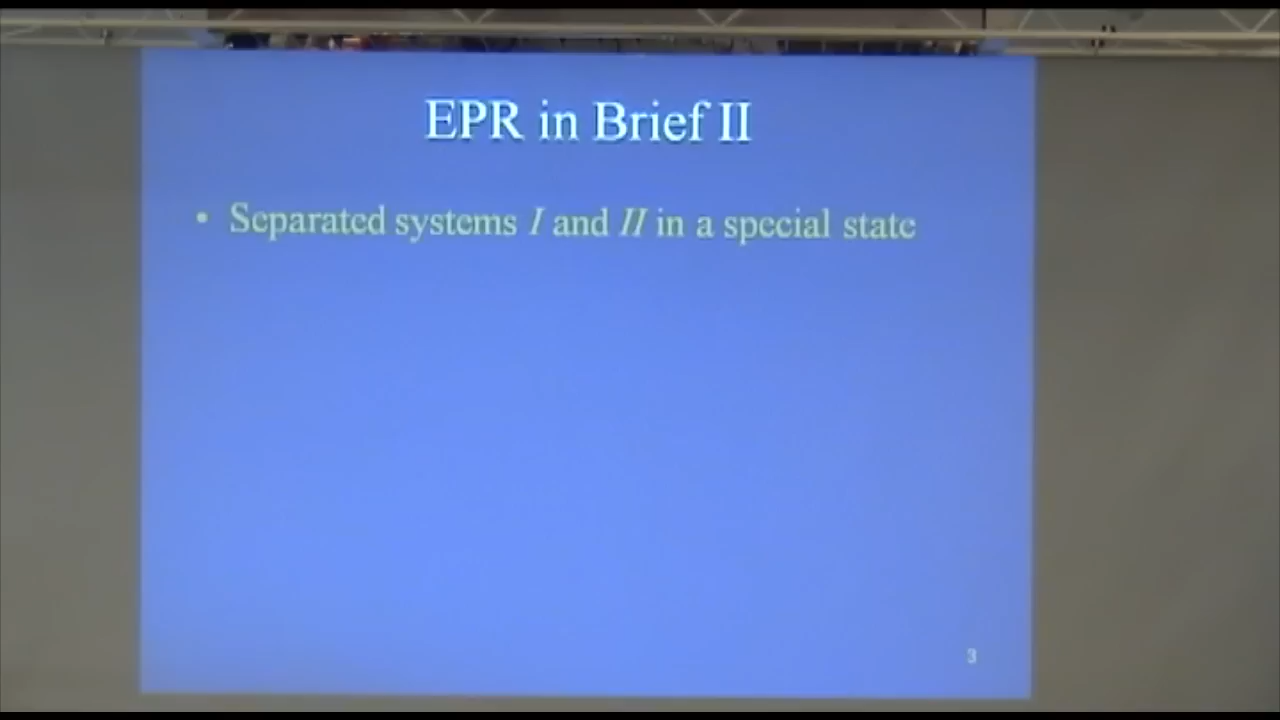 EPR in Brief II
• Separated systems I and II in a special state
3